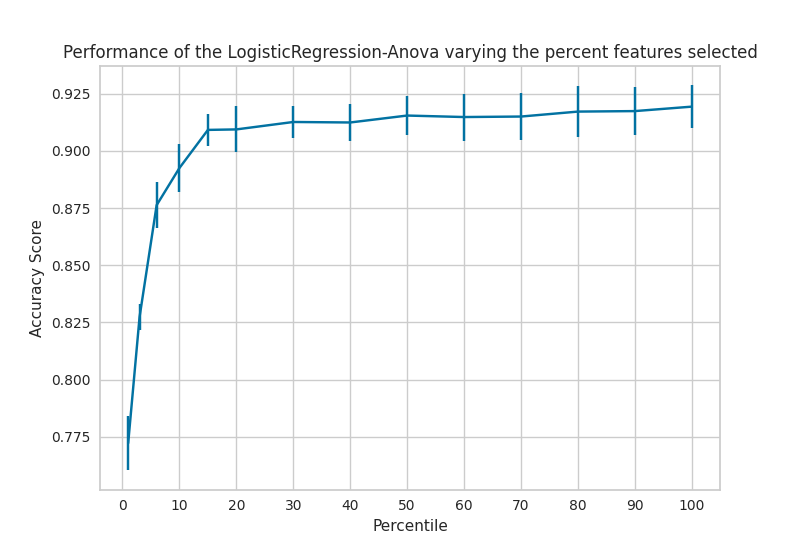 Performance of the LogisticRegression-Anova varying the percent features selected
0.925
0.900
0.875
0.850
0.825
0.800
0.775
Accuracy Score
0 10 20 30 40 50 60 70 80 90 100
Percentile